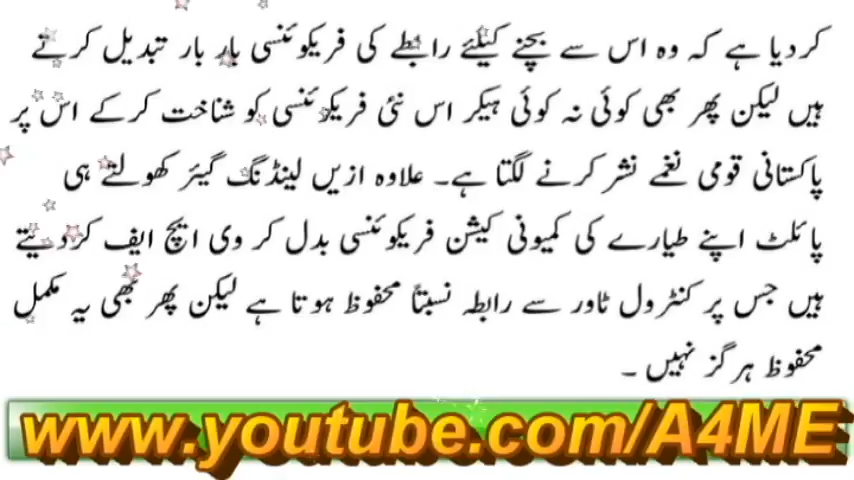 کردیا ہے کہ وہ اس سے بچنے کیلئے رابطے کی فریکوئنسی بار بار تبدیل کرتے
ہیں لیکن پھر بھی کوئی نہ کوئی ہیکر اس نئی فریکوئنسی کو شناخت کرکے اس پر
پاکستانی قومی نغمے نشر کرنے لگتا ہے۔ علاوہ ازیں لینڈنگ گیئر کھولتے ہی
پائلٹ اپنے طیارے کی کمیونی کیشن فریکوئنسی بدل کر وی ایچ ایف کردیتے
ہیں جس پر کنٹرول ٹاور سے رابطہ نسبتاً محفوظ ہوتا ہے لیکن پھر بھی یہ مکمل
محفوظ ہرگز نہیں۔
www.youtube.com/A4ME